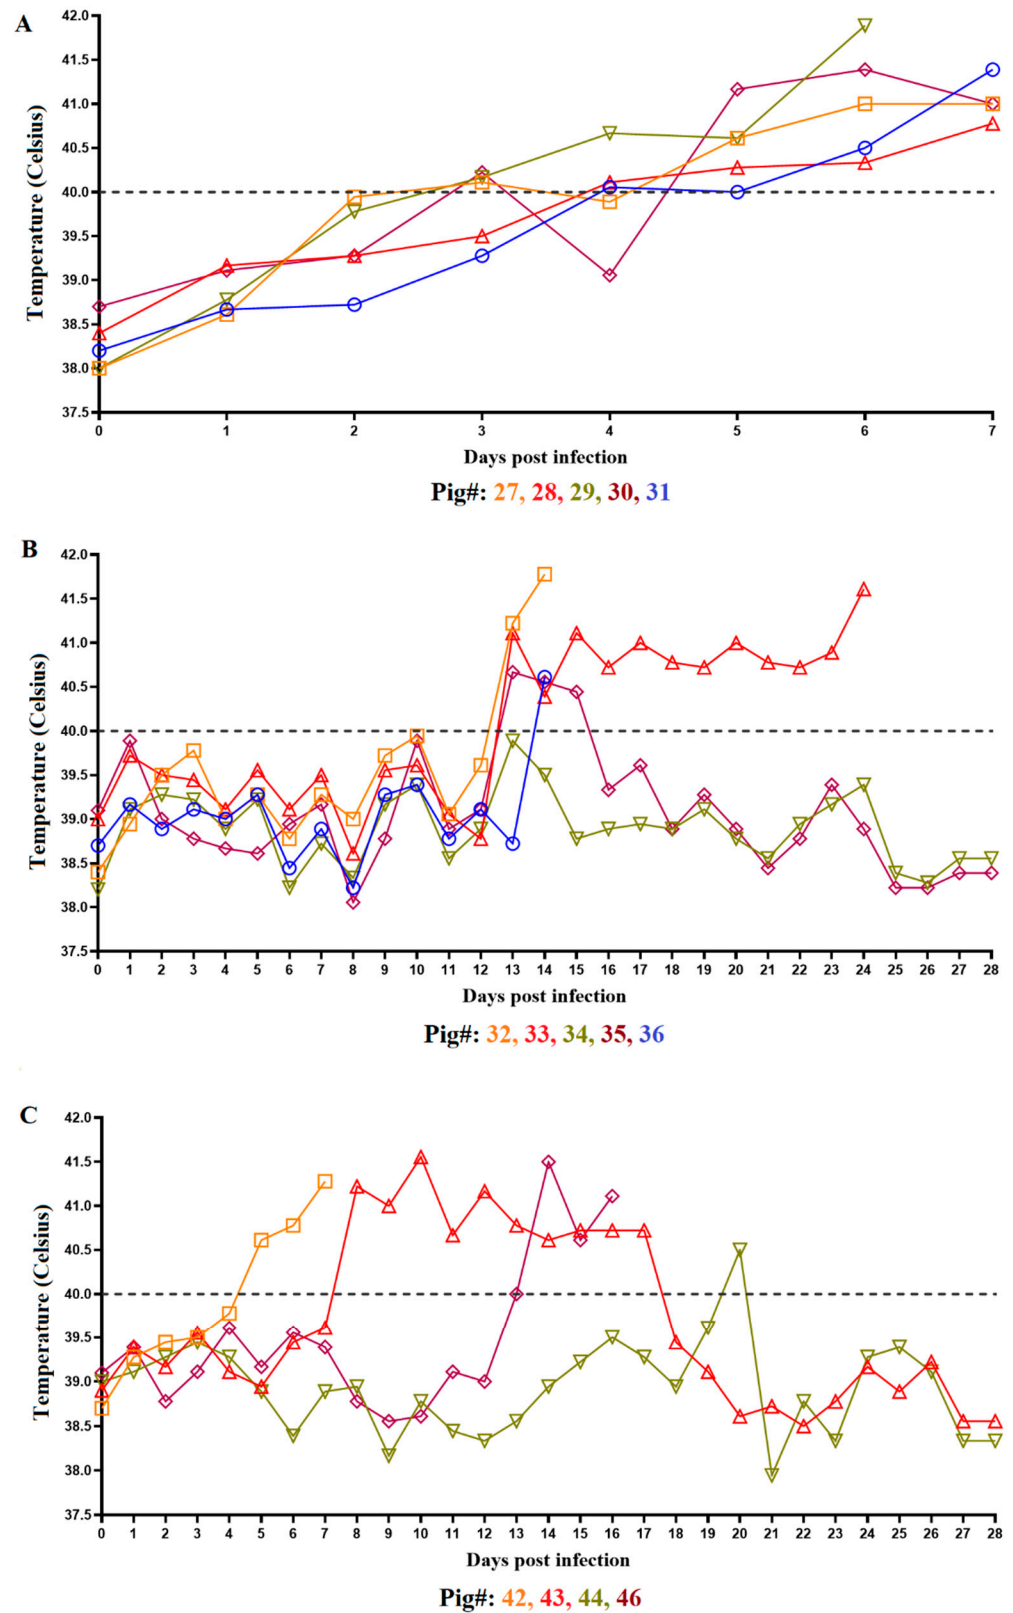 A
Temperature (Celsius)
42.0
41.5
41.0
40.5
40.0
39.5
39.0
38.5
38.0
37.5
0 1 2 3 4 5 6 7
Days post infection
Pig#: 27, 28, 29, 30, 31
B
Temperature (Celsius)
42.0
41.5
41.0
40.5
40.0
39.5
39.0
38.5
38.0
37.5
0 1 2 3 4 5 6 7 8 9 10 11 12 13 14 15 16 17 18 19 20 21 22 23 24 25 26 27 28
Days post infection
Pig#: 32, 33, 34, 35, 36
C
Temperature (Celsius)
42.0
41.5
41.0
40.5
40.0
39.5
39.0
38.5
38.0
37.5
0 1 2 3 4 5 6 7 8 9 10 11 12 13 14 15 16 17 18 19 20 21 22 23 24 25 26 27 28
Days post infection
Pig#: 42, 43, 44, 46